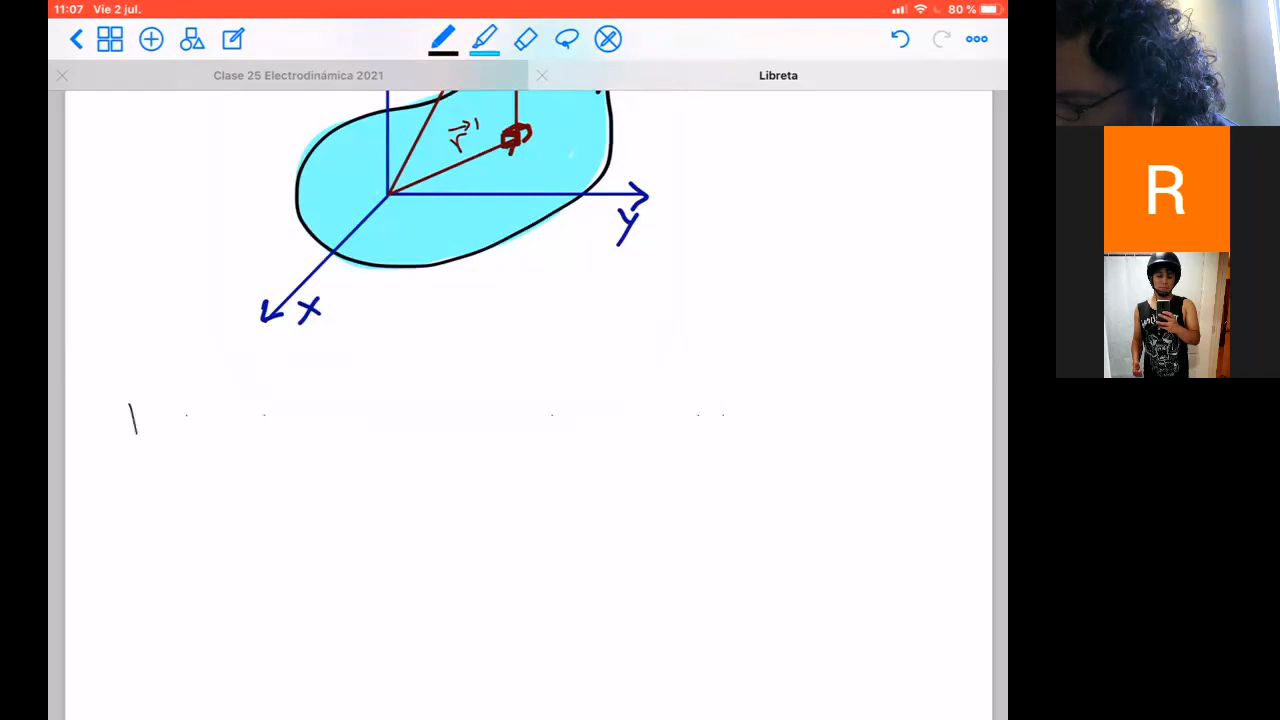 11:07 Vie 2 jul. 80 %
Clase 25 Electrodinámica 2021 Libreta
r⃗'
y
x
R